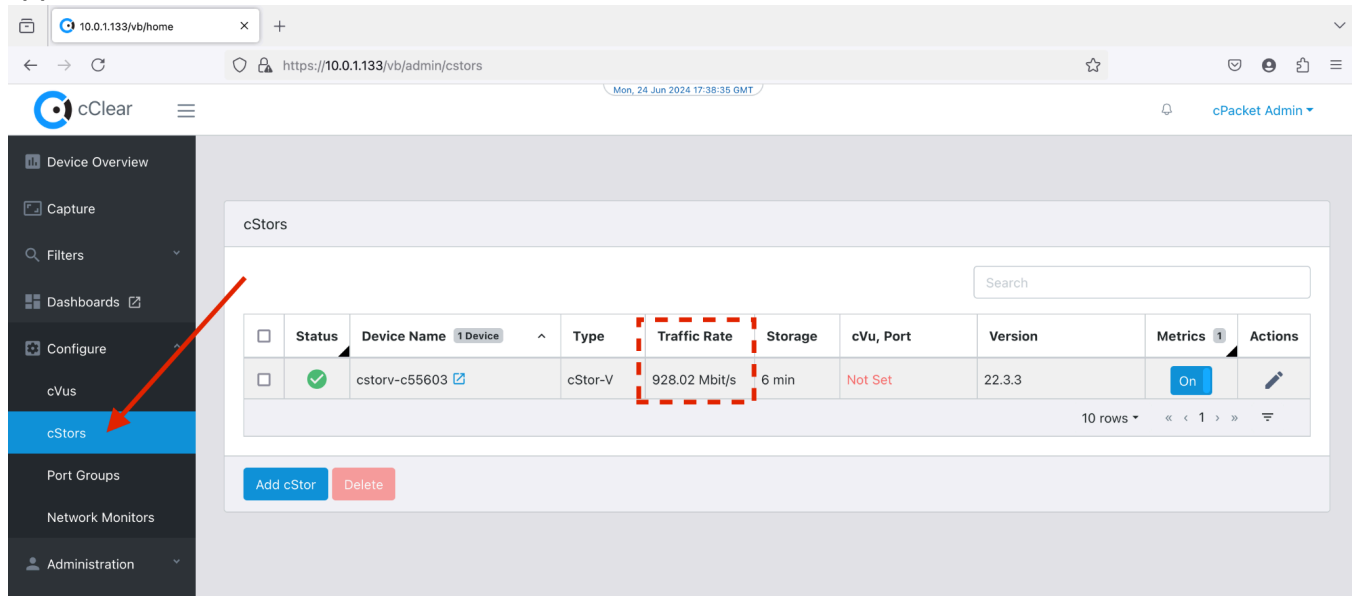 10.0.1.133/vb/home
https://10.0.1.133/vb/admin/cstors
cClear
Mon, 24 Jun 2024 17:38:35 GMT
cPacket Admin
Device Overview
Capture
Filters
Dashboards
Configure
cVus
cStors
Port Groups
Network Monitors
Administration
cStors
Search
Status Device Name 1 Device Type Traffic Rate Storage cVu, Port Version Metrics 1 Actions
cstorv-c55603 cStor-V 928.02 Mbit/s 6 min Not Set 22.3.3 On
10 rows « ‹ 1 › »
Add cStor Delete